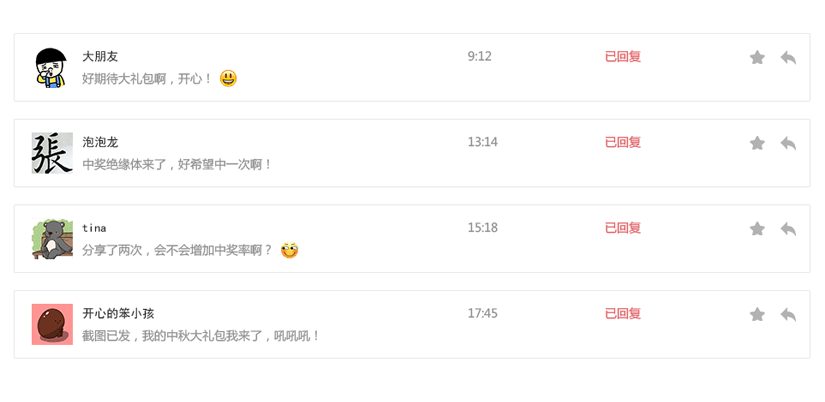 大朋友 9:12 已回复
好期待大礼包啊，开心！
張
泡泡龙 13:14 已回复
中奖绝缘体来了，好希望中一次啊！
tina 15:18 已回复
分享了两次，会不会增加中奖率啊？
开心的笨小孩 17:45 已回复
截图已发，我的中秋大礼包我来了，吼吼吼！